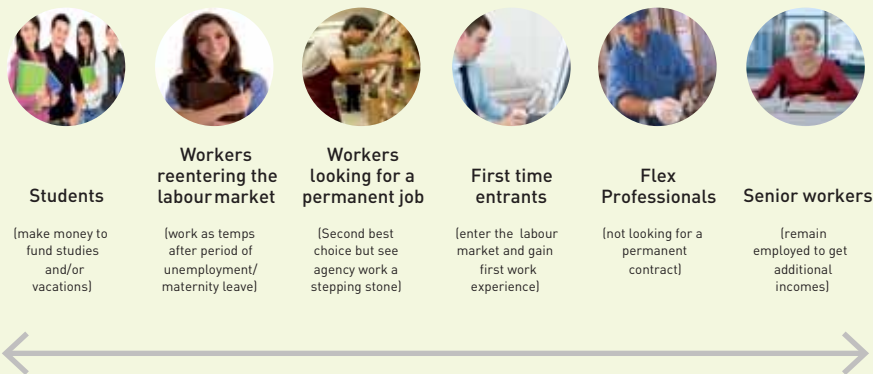 Students
(make money to
fund studies
and/or
vacations)
Workers
reentering the
labour market
(work as temps
after period of
unemployment/
maternity leave)
Workers
looking for a
permanent job
(Second best
choice but see
agency work a
stepping stone)
First time
entrants
(enter the labour
market and gain
first work
experience)
Flex
Professionals
(not looking for a
permanent
contract)
Senior workers
(remain
employed to get
additional
incomes)